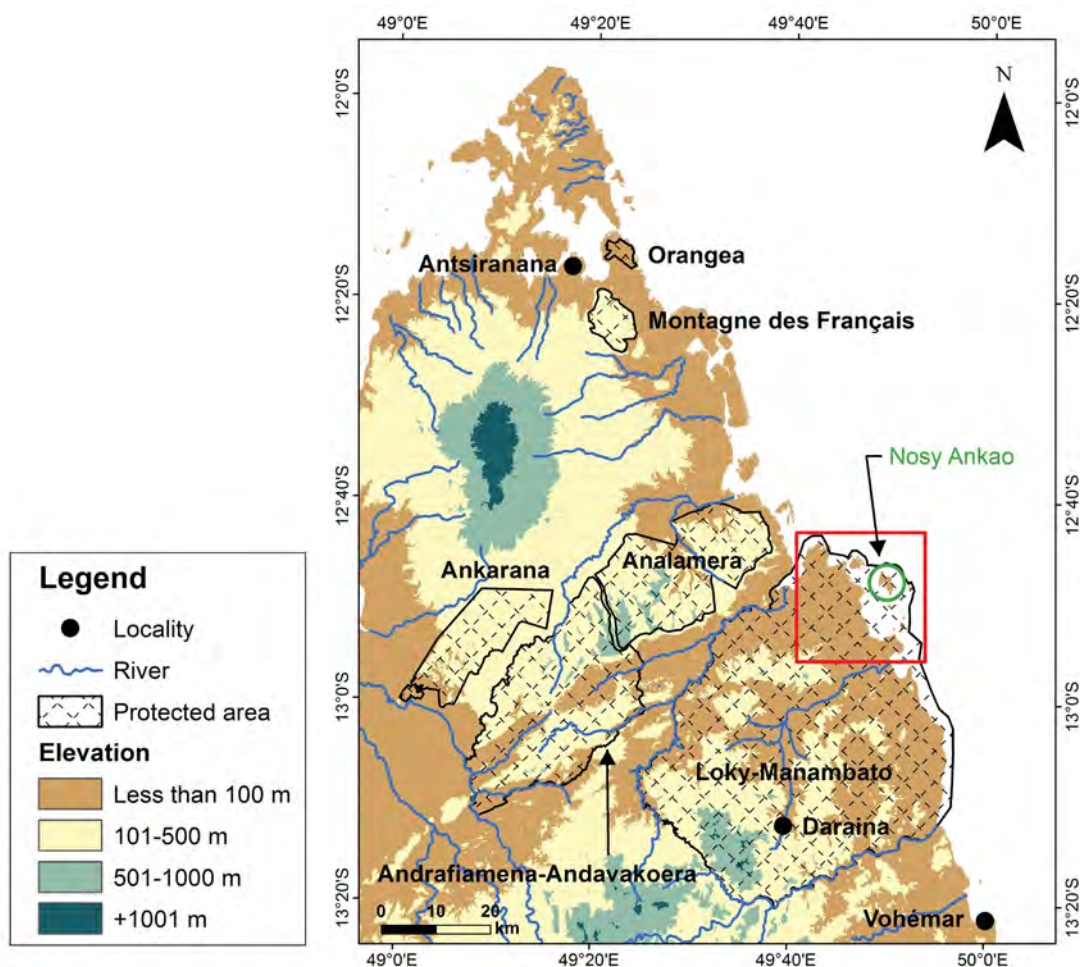 49°0'E
49°20'E
49°40'E
50°0'E
N
12°0'S
12°0'S
Orangea
Antsiranana
12°20'S
12°20'S
Montagne des Français
Nosy Ankao
12°40'S
12°40'S
Analamera
Ankarana
Legend
Locality
River
Protected area
Elevation
Less than 100 m
101-500 m
501-1000 m
+1001 m
13°0'S
13°0'S
Loky-Manambato
Daraina
Andrafiamena-Andavakoera
13°20'S
13°20'S
0 10 20
km
Vohémar
49°0'E
49°20'E
49°40'E
50°0'E